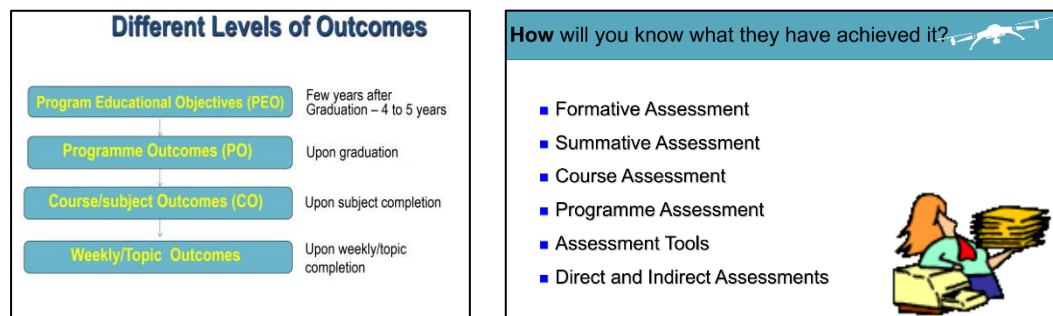 Different Levels of Outcomes
Program Educational Objectives (PEO)
Few years after
Graduation – 4 to 5 years
Programme Outcomes (PO)
Upon graduation
Course/subject Outcomes (CO)
Upon subject completion
Weekly/Topic Outcomes
Upon weekly/topic
completion
How will you know what they have achieved it?
Formative Assessment
Summative Assessment
Course Assessment
Programme Assessment
Assessment Tools
Direct and Indirect Assessments